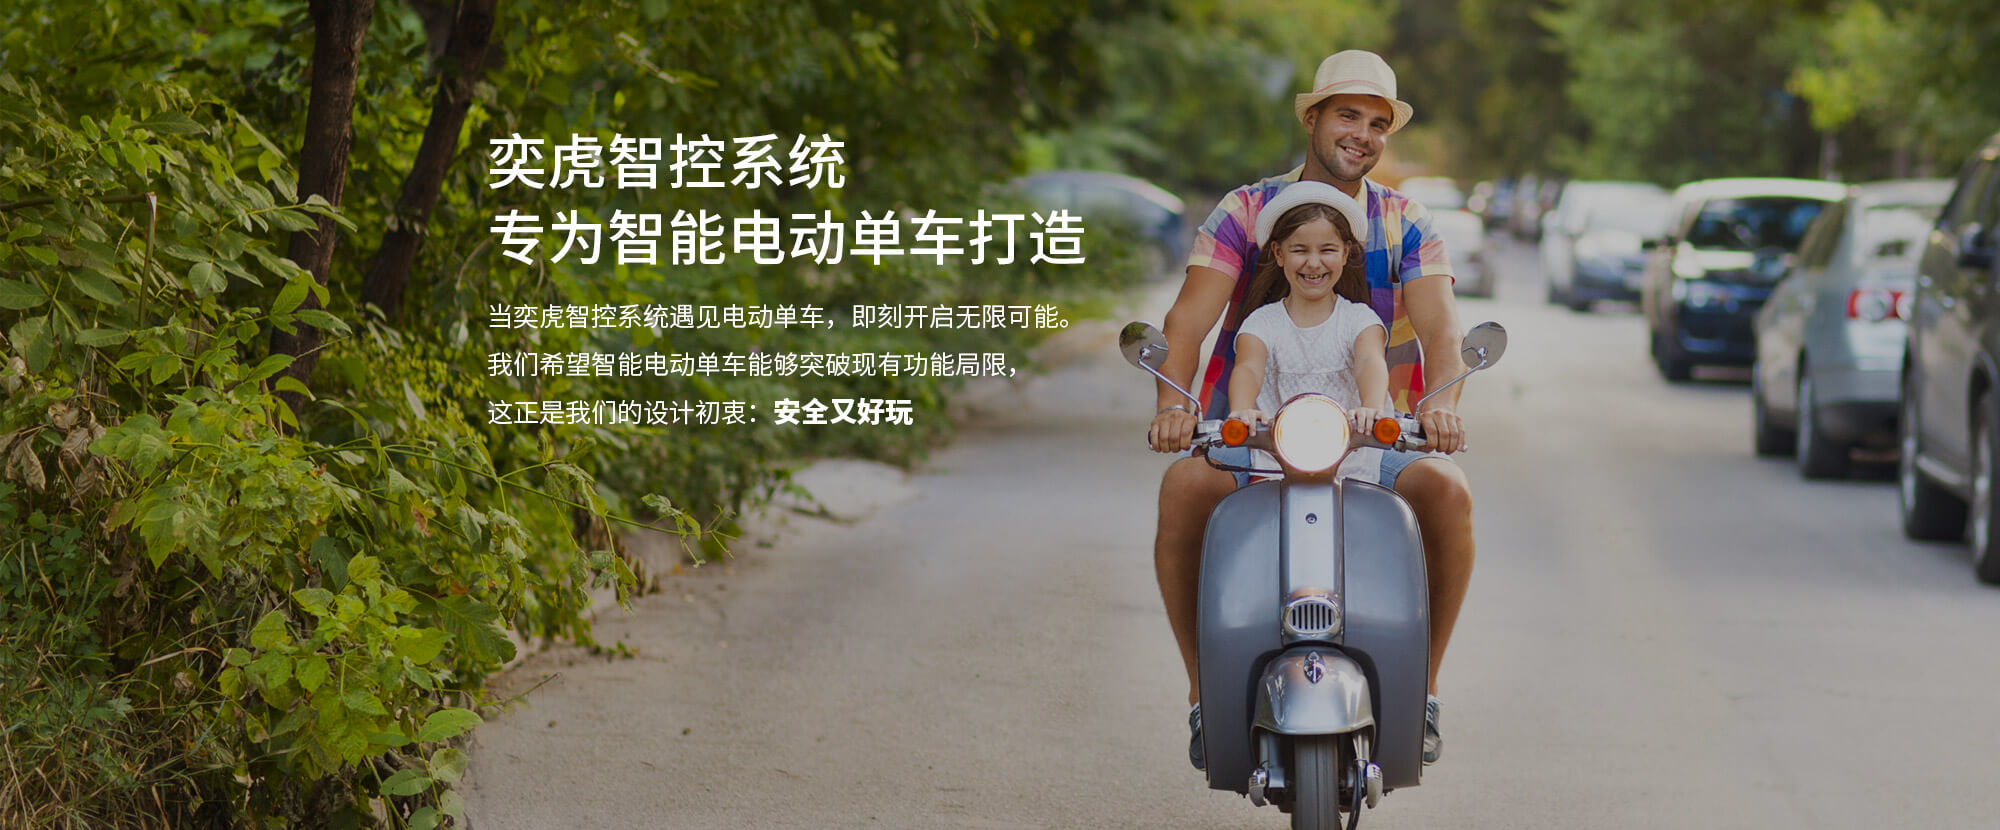 奕虎智控系统
专为智能电动单车打造
当奕虎智控系统遇见电动单车，即刻开启无限可能。
我们希望智能电动单车能够突破现有功能局限，
这正是我们的设计初衷：安全又好玩